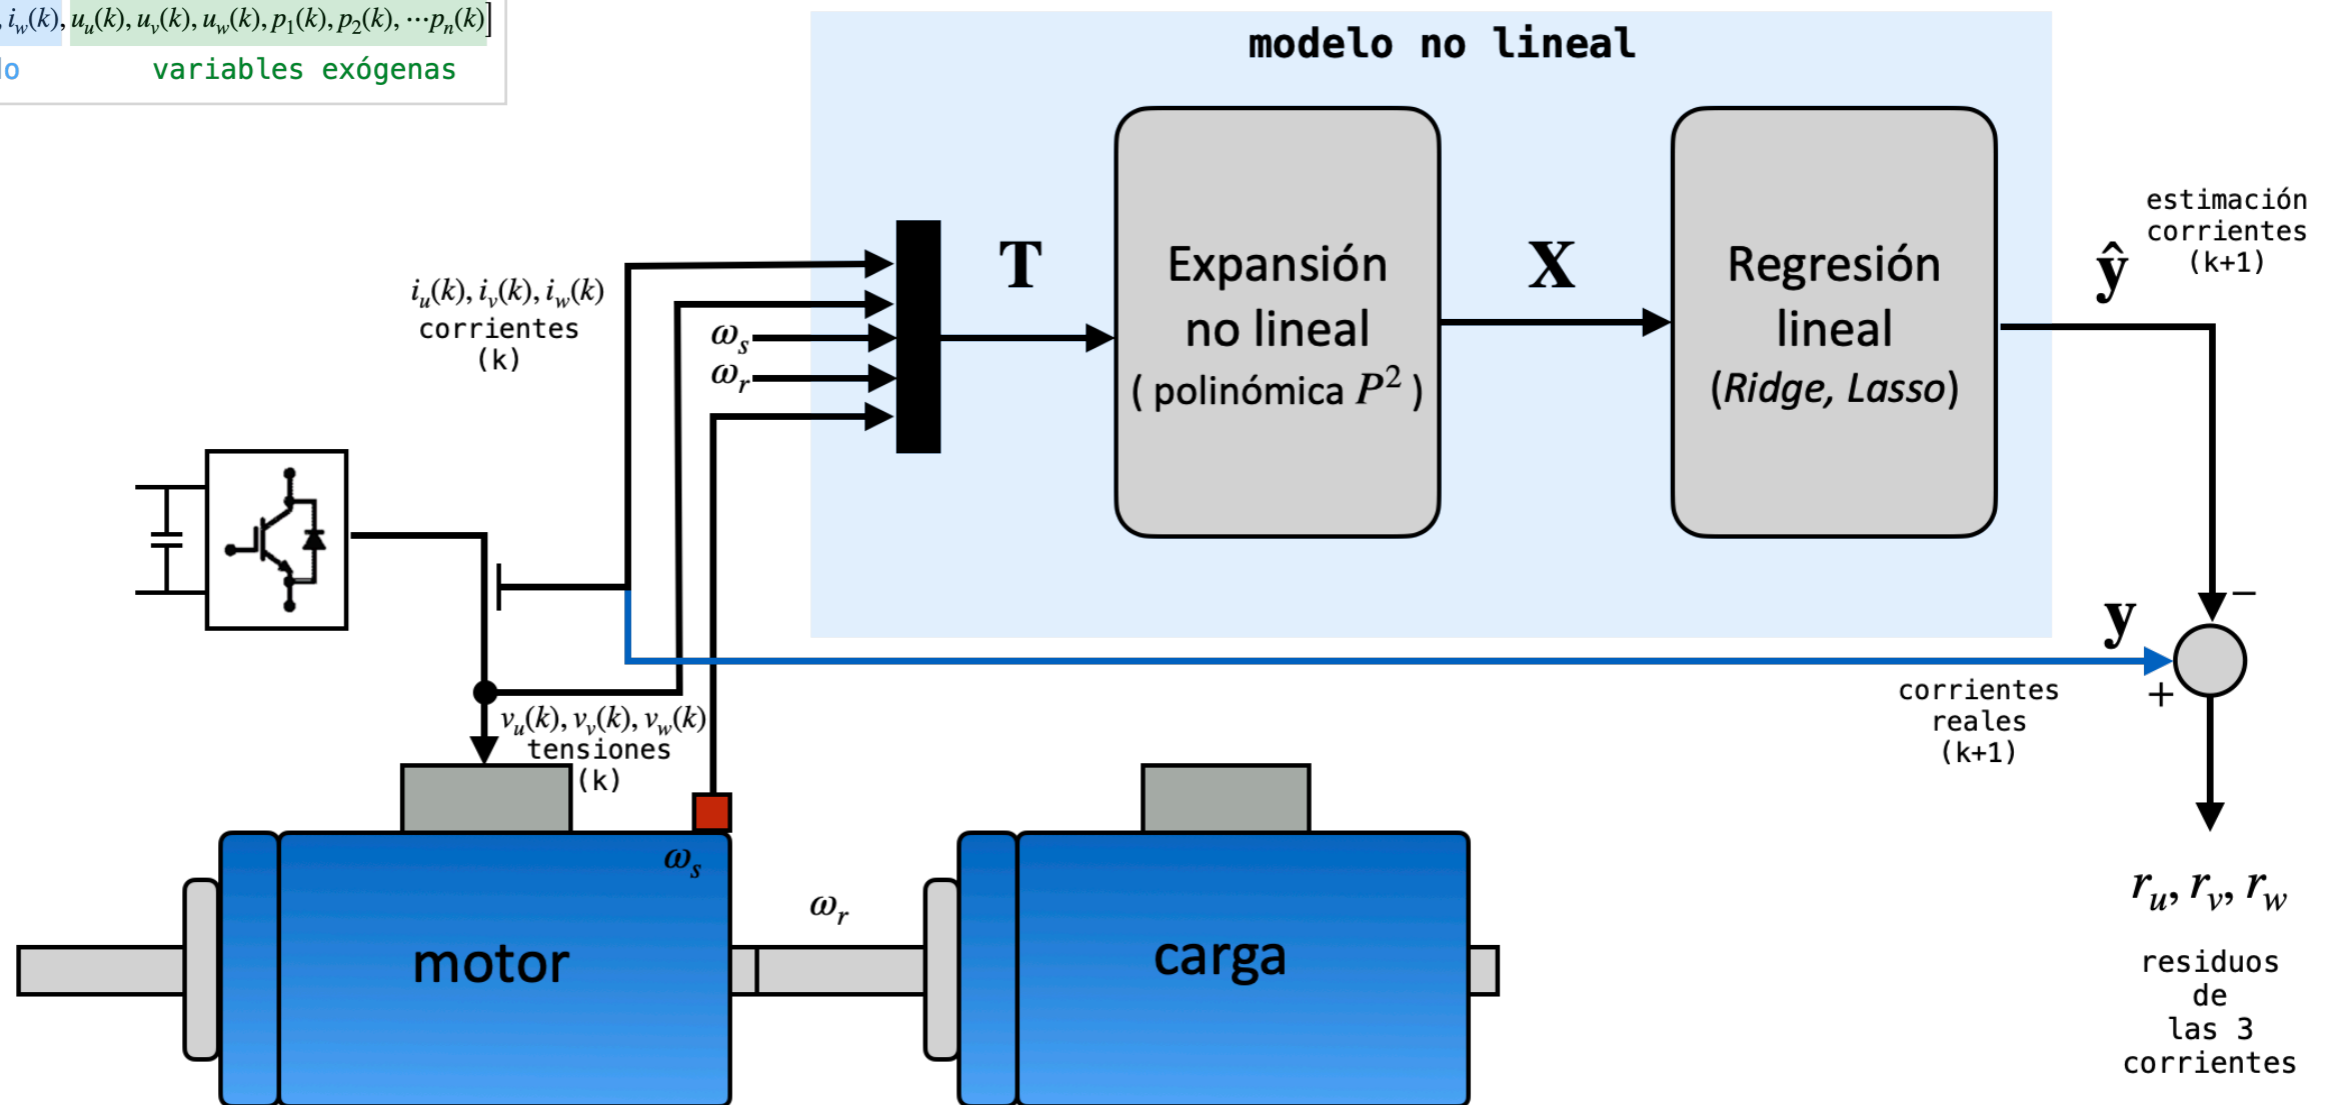 , i_w(k), u_u(k), u_v(k), u_w(k), p_1(k), p_2(k), ⋯p_n(k)]
variables exógenas
modelo no lineal
T
Expansión
no lineal
( polinómica P² )
X
Regresión
lineal
(Ridge, Lasso)
estimación
corrientes
(k+1)
ŷ
i_u(k), i_v(k), i_w(k)
corrientes
(k)
ω_s
ω_r
−
y
+
corrientes
reales
(k+1)
v_u(k), v_v(k), v_w(k)
tensiones
(k)
ω_s
motor
ω_r
carga
r_u, r_v, r_w
residuos
de
las 3
corrientes